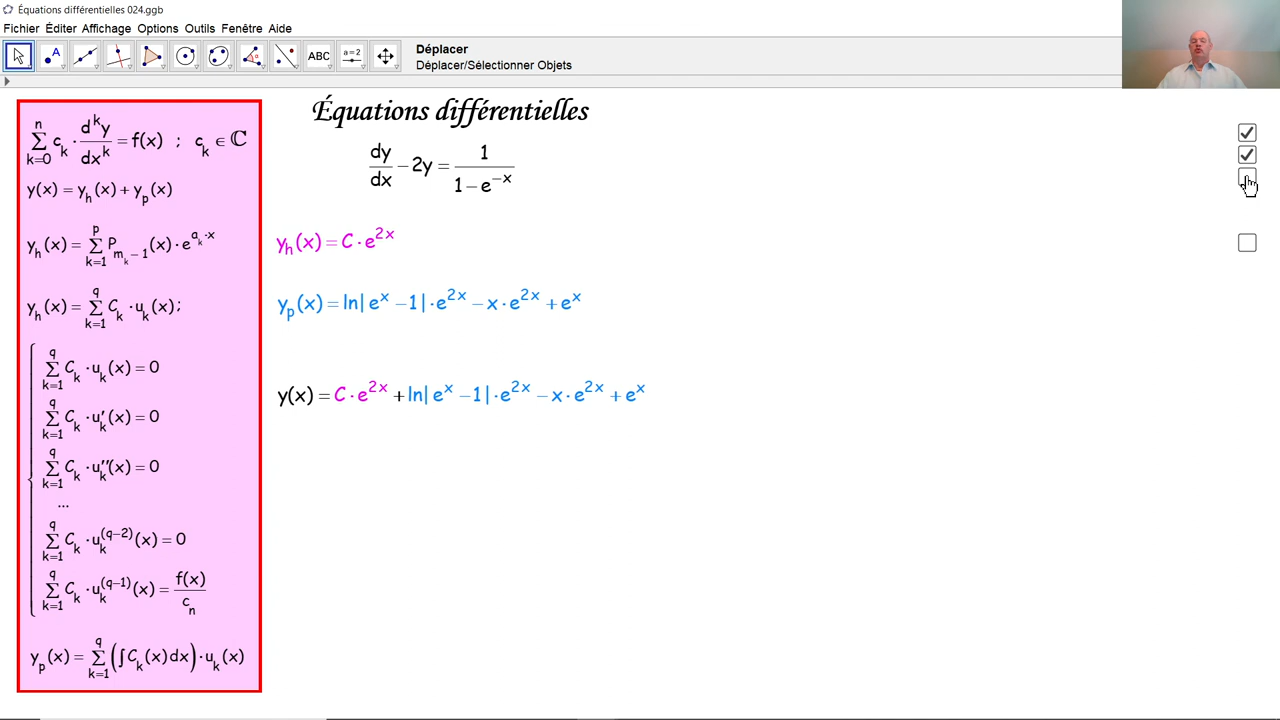 Équations différentielles 024.ggb
Fichier Éditer Affichage Options Outils Fenêtre Aide
A ABC a=2 Déplacer
Déplacer/Sélectionner Objets
Équations différentielles
dy/dx − 2y = 1/(1 − e^(−x))
∑_{k=0}^{n} c_k · d^k y/dx^k = f(x) ; c_k ∈ ℂ
y(x) = y_h(x) + y_p(x)
y_h(x) = ∑_{k=1}^{p} P_{m_k − 1}(x) · e^{a_k · x}
y_h(x) = ∑_{k=1}^{q} C_k · u_k(x);
∑_{k=1}^{q} C_k · u_k(x) = 0
∑_{k=1}^{q} C_k · u_k′(x) = 0
∑_{k=1}^{q} C_k · u_k″(x) = 0
...
∑_{k=1}^{q} C_k · u_k^{(q−2)}(x) = 0
∑_{k=1}^{q} C_k · u_k^{(q−1)}(x) = f(x)/c_n
y_p(x) = ∑_{k=1}^{q} (∫C_k(x)dx) · u_k(x)
y_h(x) = C · e^{2x}
y_p(x) = ln|e^x − 1| · e^{2x} − x · e^{2x} + e^x
y(x) = C · e^{2x} + ln|e^x − 1| · e^{2x} − x · e^{2x} + e^x